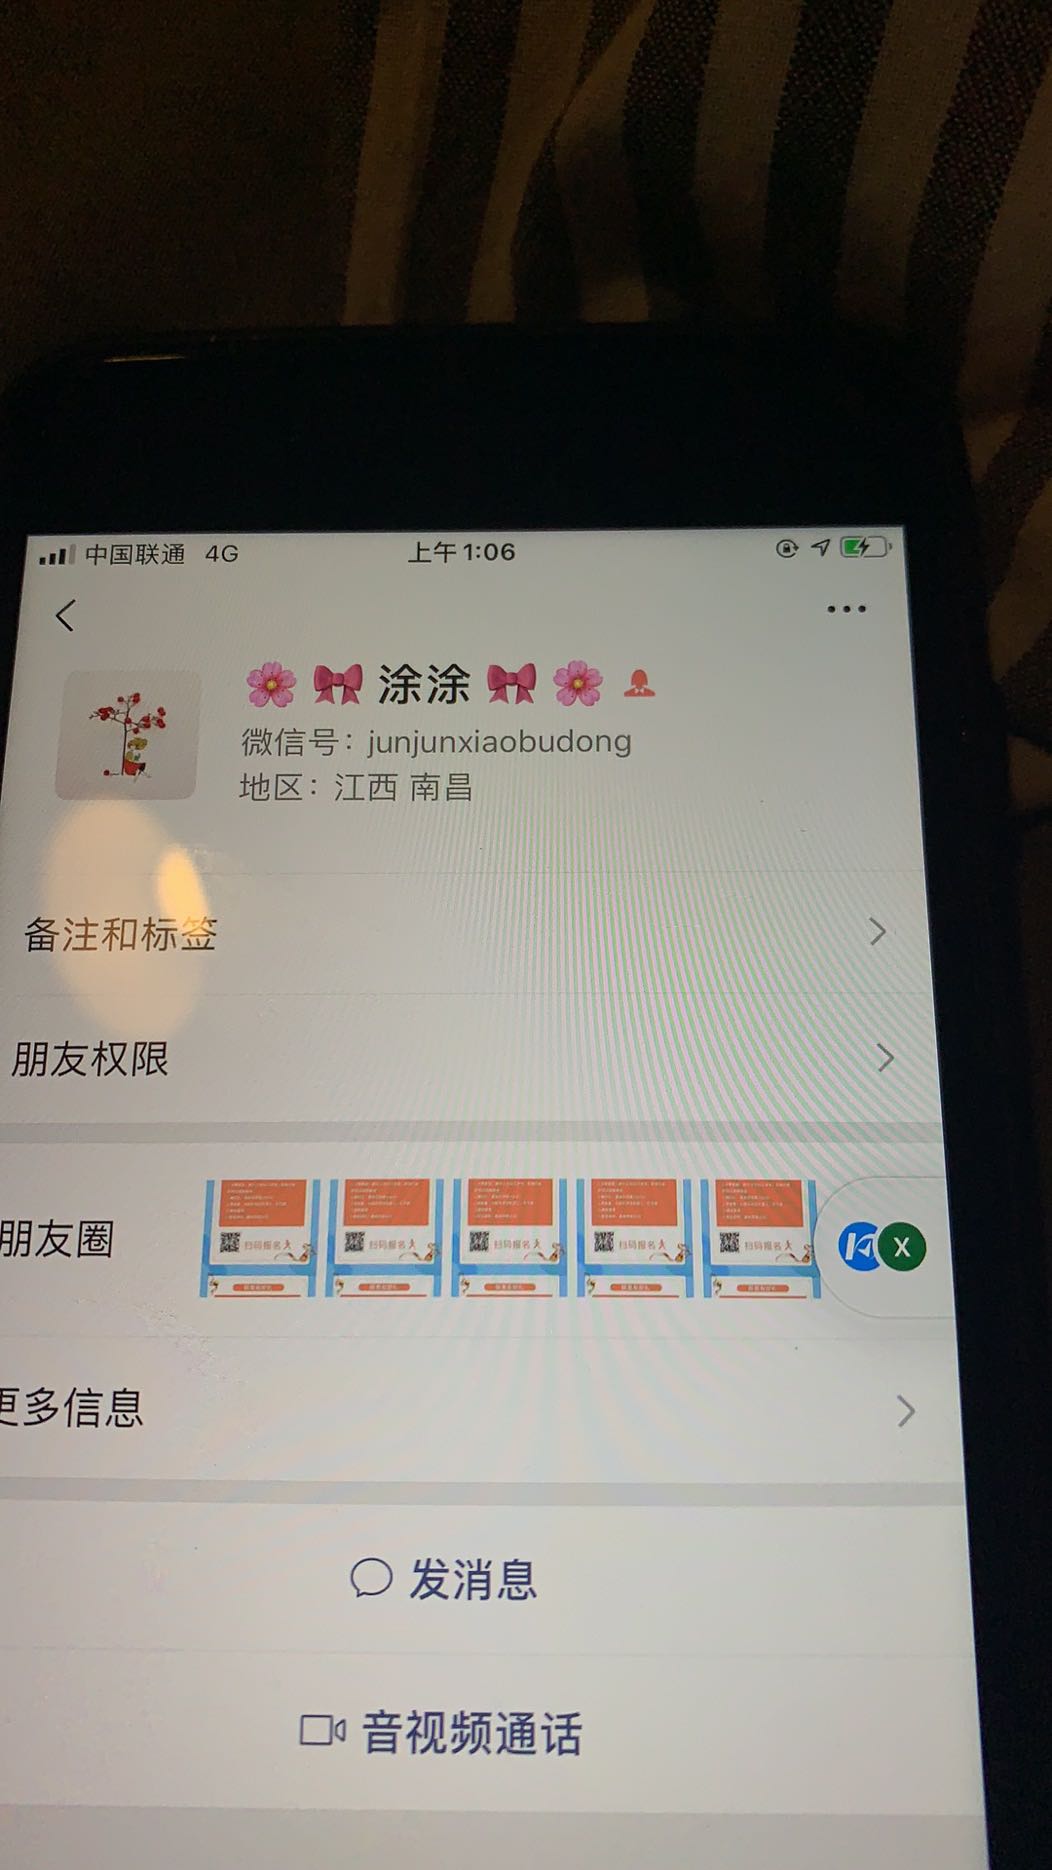 中国联通 4G 上午1:06
🌸🎀涂涂🎀🌸
微信号：junjunxiaobudong
地区：江西 南昌
备注和标签
朋友权限
朋友圈
扫码报名 扫码报名 扫码报名 扫码报名 扫码报名
X
更多信息
发消息
音视频通话